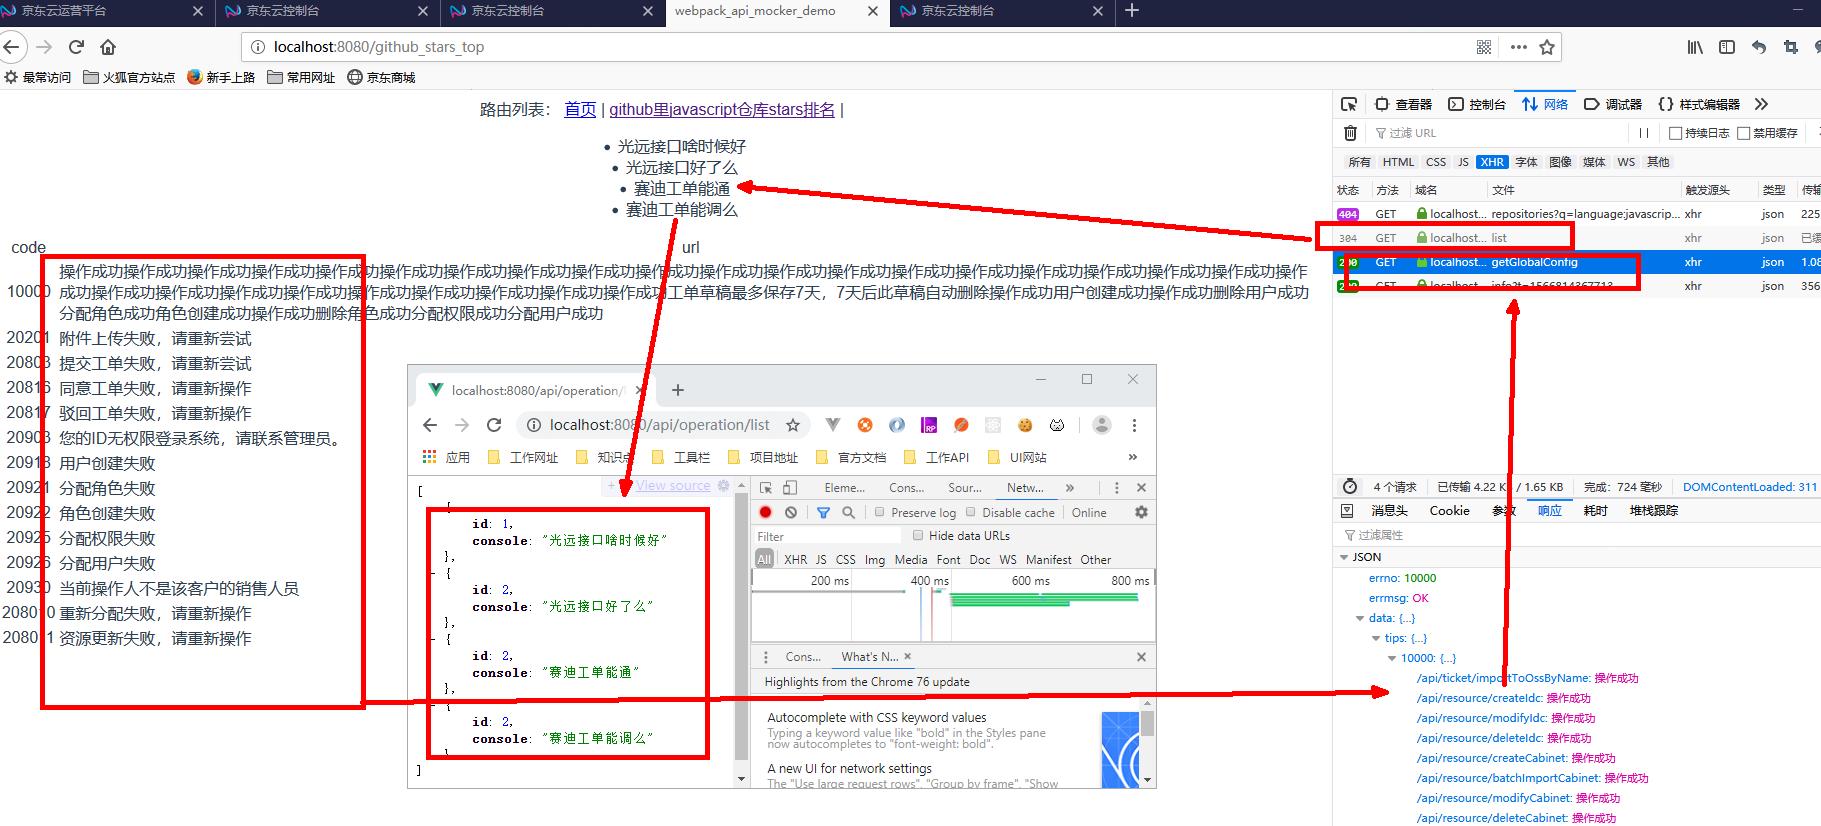 京东云运营平台 京东云控制台 京东云控制台 webpack_api_mocker_demo 京东云控制台
localhost:8080/github_stars_top
最常访问 火狐官方站点 新手上路 常用网址 京东商城
路由列表： 首页 | github里javascript仓库stars排名 |
光远接口啥时候好
光远接口好了么
赛迪工单能通
赛迪工单能调么
code url
操作成功操作成功操作成功操作成功操作成功操作成功操作成功操作成功操作成功操作成功操作成功操作成功操作成功操作成功操作成功操作成功操作成功操作成功操作成功操作
10000 成功操作成功操作成功操作成功操作成功操作成功操作成功操作成功操作成功操作成功工单草稿最多保存7天，7天后此草稿自动删除操作成功用户创建成功操作成功删除用户成功
分配角色成功角色创建成功操作成功删除角色成功分配权限成功分配用户成功
20201 附件上传失败，请重新尝试
20803 提交工单失败，请重新尝试
20816 同意工单失败，请重新操作
20817 驳回工单失败，请重新操作
20903 您的ID无权限登录系统，请联系管理员。
20918 用户创建失败
20921 分配角色失败
20922 角色创建失败
20925 分配权限失败
20926 分配用户失败
20930 当前操作人不是该客户的销售人员
208010 重新分配失败，请重新操作
208011 资源更新失败，请重新操作
localhost:8080/api/operation/
localhost:8080/api/operation/list
应用 工作网址 知识点 工具栏 项目地址 官方文档 工作API UI网站 »
+ View source
[
{
id: 1,
console: "光远接口啥时候好"
},
{
id: 2,
console: "光远接口好了么"
},
{
id: 2,
console: "赛迪工单能通"
},
{
id: 2,
console: "赛迪工单能调么"
}
]
Eleme... Cons... Sour... Netw... »
Preserve log Disable cache Online
Filter Hide data URLs
All XHR JS CSS Img Media Font Doc WS Manifest Other
200 ms 400 ms 600 ms 800 ms
Cons... What's N...
Highlights from the Chrome 76 update
Autocomplete with CSS keyword values
Typing a keyword value like "bold" in the Styles pane
now autocompletes to "font-weight: bold".
A new UI for network settings
The "Use large request rows", "Group by frame", "Show
查看器 控制台 网络 调试器 {} 样式编辑器 »
过滤 URL 持续日志 禁用缓存
所有 HTML CSS JS XHR 字体 图像 媒体 WS 其他
状态 方法 域名 文件 触发源头 类型 传输
404 GET localhost... repositories?q=language:javascrip... xhr json 225
304 GET localhost... list xhr json 已缓
200 GET localhost... getGlobalConfig xhr json 1.08
200 GET localhost... info?t=1566814367713 xhr json 356
4 个请求 已传输 4.22 KB / 1.65 KB 完成：724 毫秒 DOMContentLoaded: 311
消息头 Cookie 参数 响应 耗时 堆栈跟踪
过滤属性
JSON
errno: 10000
errmsg: OK
data: {...}
tips: {...}
10000: {...}
/api/ticket/importToOssByName: 操作成功
/api/resource/createIdc: 操作成功
/api/resource/modifyIdc: 操作成功
/api/resource/deleteIdc: 操作成功
/api/resource/createCabinet: 操作成功
/api/resource/batchImportCabinet: 操作成功
/api/resource/modifyCabinet: 操作成功
/api/resource/deleteCabinet: 操作成功